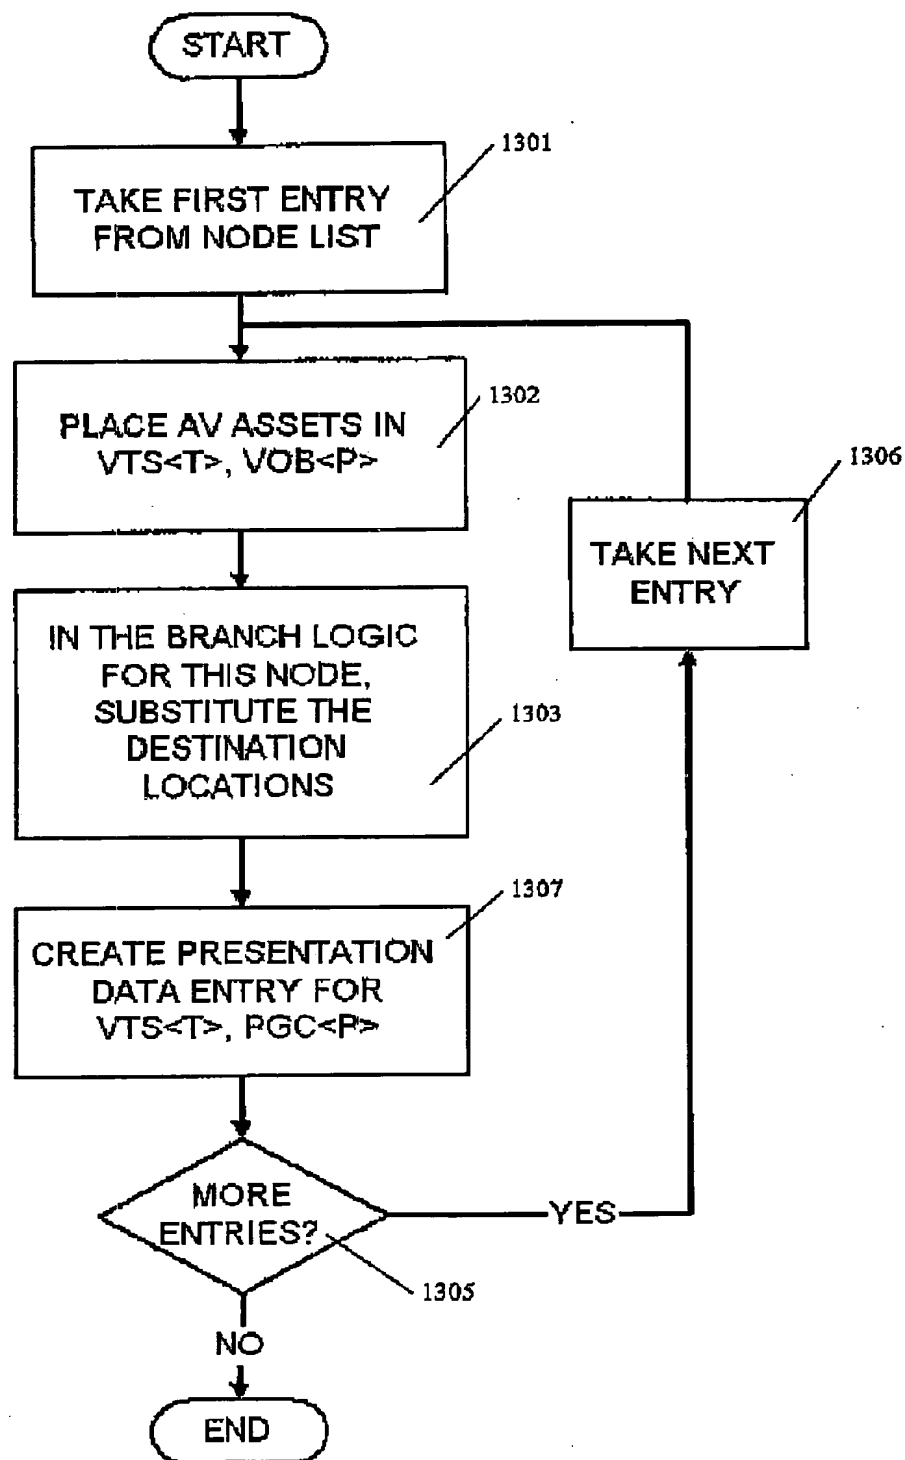 START
1301
TAKE FIRST ENTRY
FROM NODE LIST
1302
PLACE AV ASSETS IN
VTS<T>, VOB<P>
1306
TAKE NEXT
ENTRY
IN THE BRANCH LOGIC
FOR THIS NODE,
SUBSTITUTE THE
DESTINATION
LOCATIONS
1303
1307
CREATE PRESENTATION
DATA ENTRY FOR
VTS<T>, PGC<P>
MORE
ENTRIES?
YES
1305
NO
END